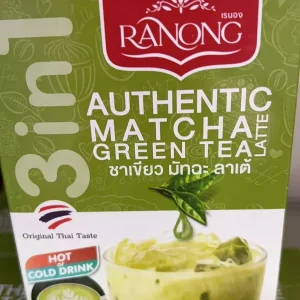 เรนอง
RANONG
3in1
AUTHENTIC
MATCHA
GREEN TEA
LATTE
ชาเขียว มัทฉะ ลาเต้
Original Thai Taste
HOT
or
COLD DRINK